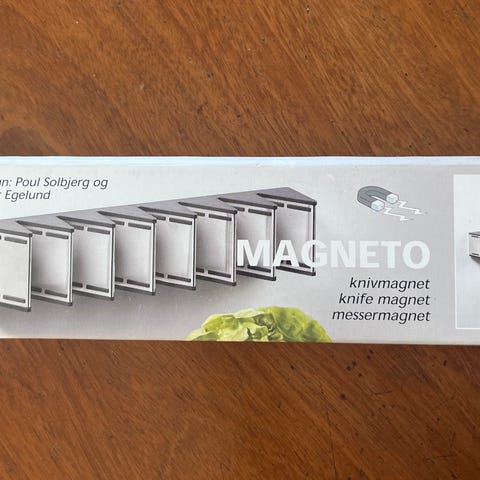 Poul Solbjerg og
Egelund
MAGNETO
knivmagnet
knife magnet
messermagnet